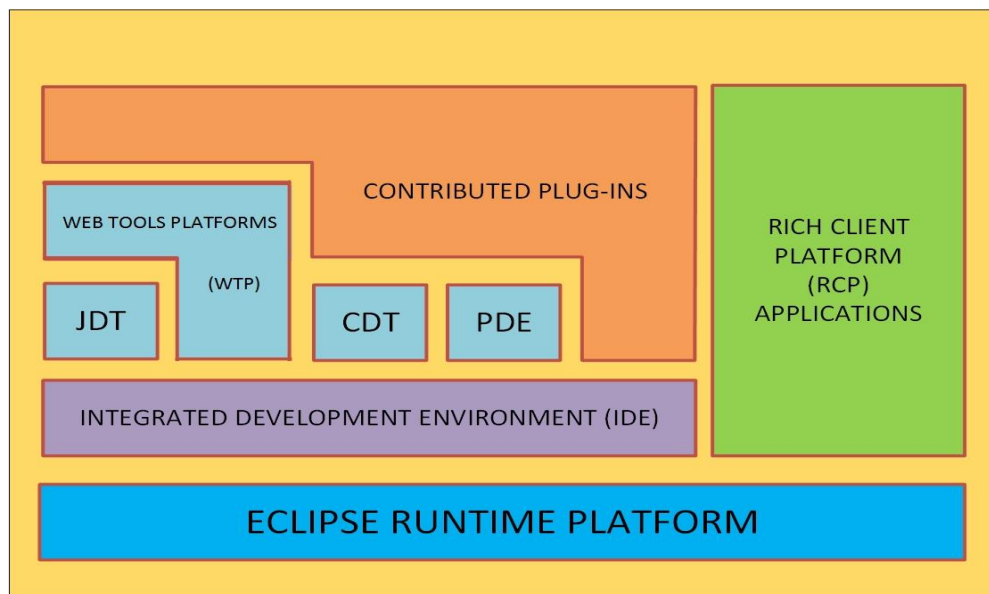 CONTRIBUTED PLUG-INS
WEB TOOLS PLATFORMS
(WTP)
JDT
CDT
PDE
RICH CLIENT
PLATFORM
(RCP)
APPLICATIONS
INTEGRATED DEVELOPMENT ENVIRONMENT (IDE)
ECLIPSE RUNTIME PLATFORM